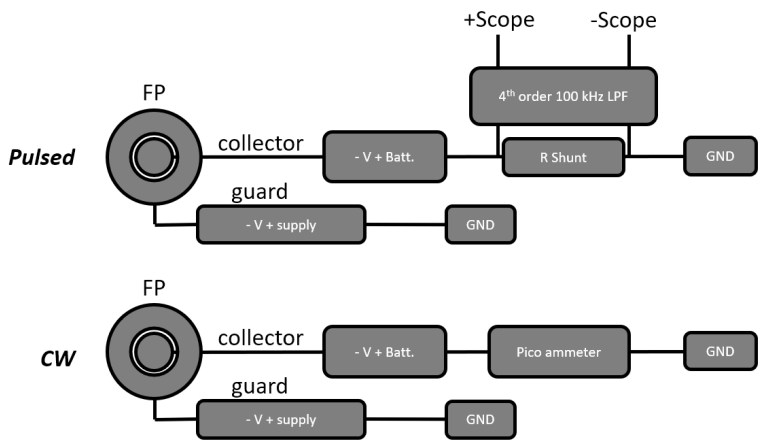 +Scope -Scope
4th order 100 kHz LPF
FP
Pulsed
collector
- V + Batt.
R Shunt
GND
guard
- V + supply
GND
FP
CW
collector
- V + Batt.
Pico ammeter
GND
guard
- V + supply
GND